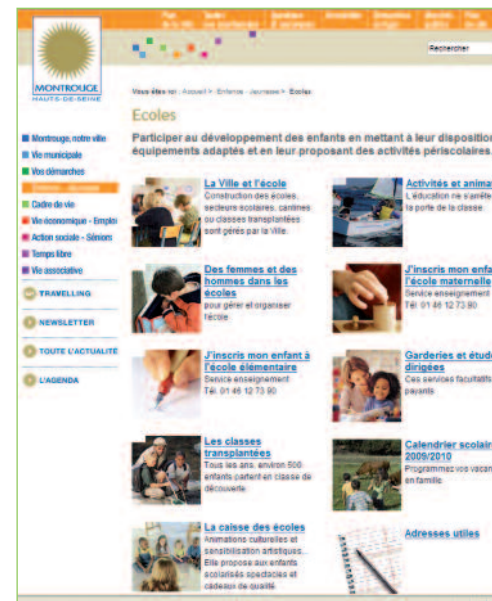 Rechercher
MONTROUGE
HAUTS-DE-SEINE
Vous êtes ici : Accueil > Enfance - Jeunesse > Ecoles
Ecoles
Participer au développement des enfants en mettant à leur disposition
équipements adaptés et en leur proposant des activités périscolaires.
Montrouge, notre ville
Vie municipale
Vos démarches
Enfance - Jeunesse
Cadre de vie
Vie économique - Emploi
Action sociale - Séniors
Temps libre
Vie associative
TRAVELLING
NEWSLETTER
TOUTE L'ACTUALITÉ
L'AGENDA
La Ville et l'école
Construction des écoles,
secteurs scolaires, cantines
ou classes transplantées
sont gérés par la Ville.
Activités et anima
L'éducation ne s'arrête
la porte de la classe.
Des femmes et des
hommes dans les
écoles
pour gérer et organiser
l'école
J'inscris mon enfa
l'école maternelle
Service enseignement
Tél. 01 46 12 73 90
J'inscris mon enfant à
l'école élémentaire
Service enseignement
Tél. 01 46 12 73 90
Garderies et étud
dirigées
Ces services facultatifs
payants
Les classes
transplantées
Tous les ans, environ 500
enfants partent en classe de
découverte.
Calendrier scolair
2009/2010
Programmez vos vacan
en famille.
La caisse des écoles
Animations culturelles et
sensibilisation artistiques...
Elle propose aux enfants
scolarisés spectacles et
cadeaux de qualité.
Adresses utiles